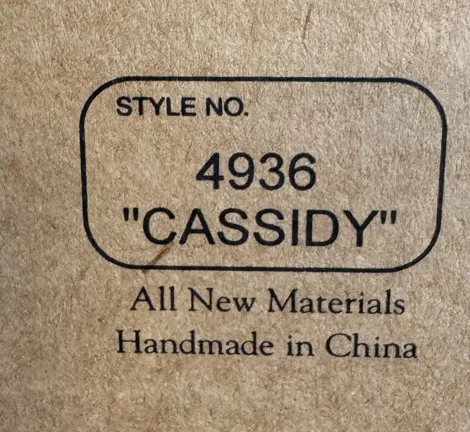 STYLE NO.
4936
"CASSIDY"
All New Materials
Handmade in China